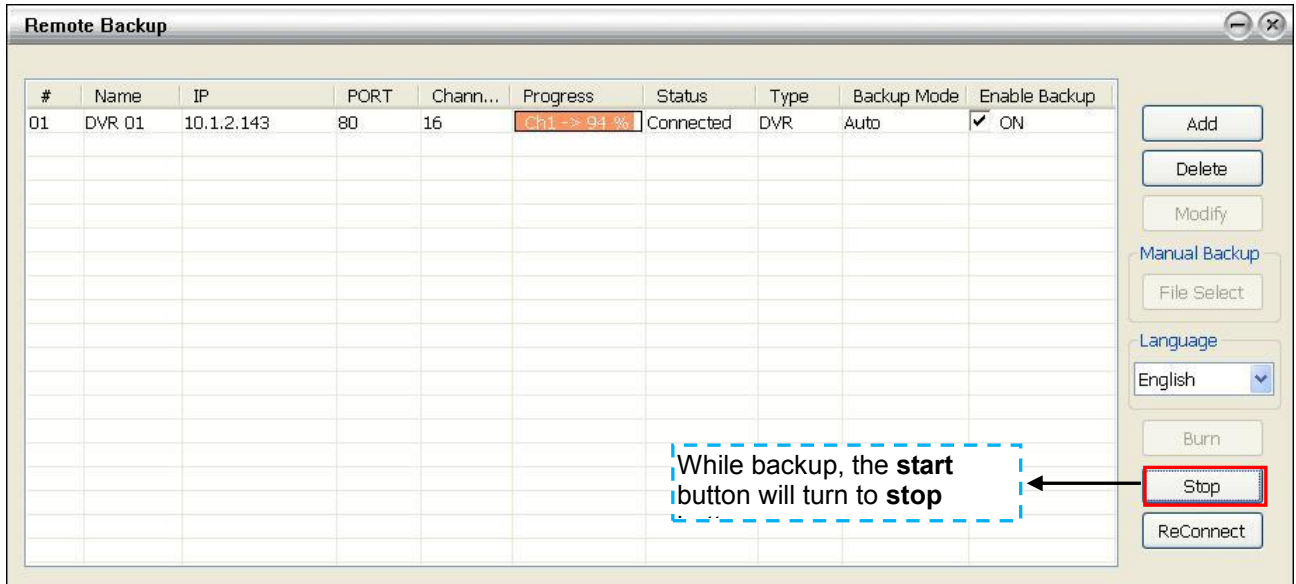 Remote Backup
# Name IP PORT Chann... Progress Status Type Backup Mode Enable Backup
01 DVR 01 10.1.2.143 80 16 Ch1 -> 94 % Connected DVR Auto ON
Add
Delete
Modify
Manual Backup
File Select
Language
English
Burn
While backup, the start
button will turn to stop
Stop
ReConnect